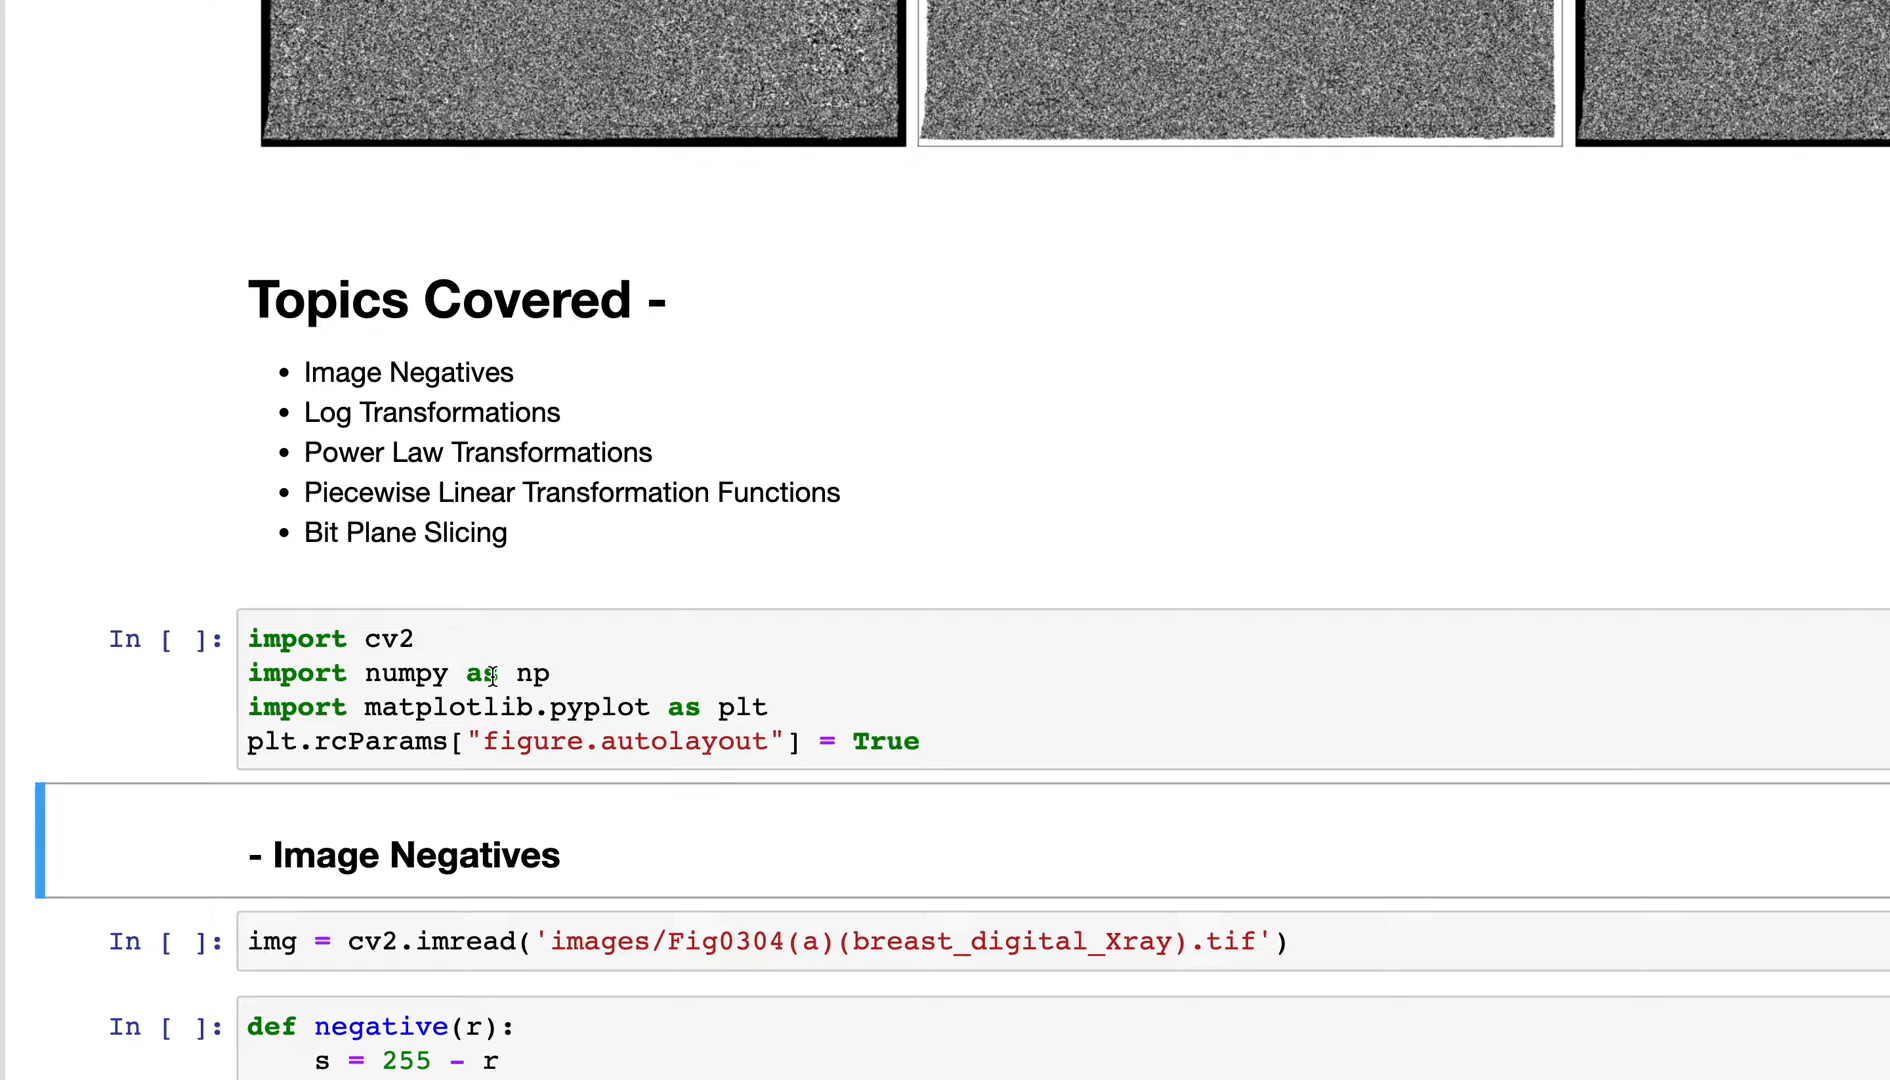 Topics Covered -
• Image Negatives
• Log Transformations
• Power Law Transformations
• Piecewise Linear Transformation Functions
• Bit Plane Slicing
In [ ]: import cv2
import numpy as np
import matplotlib.pyplot as plt
plt.rcParams["figure.autolayout"] = True
- Image Negatives
In [ ]: img = cv2.imread('images/Fig0304(a)(breast_digital_Xray).tif')
In [ ]: def negative(r):
    s = 255 - r